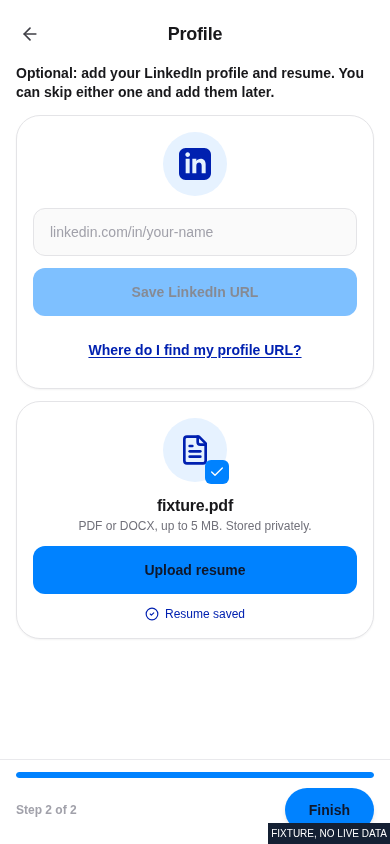 Profile
Optional: add your LinkedIn profile and resume. You
can skip either one and add them later.
in
linkedin.com/in/your-name
Save LinkedIn URL
Where do I find my profile URL?
fixture.pdf
PDF or DOCX, up to 5 MB. Stored privately.
Upload resume
Resume saved
Step 2 of 2
Finish
FIXTURE, NO LIVE DATA